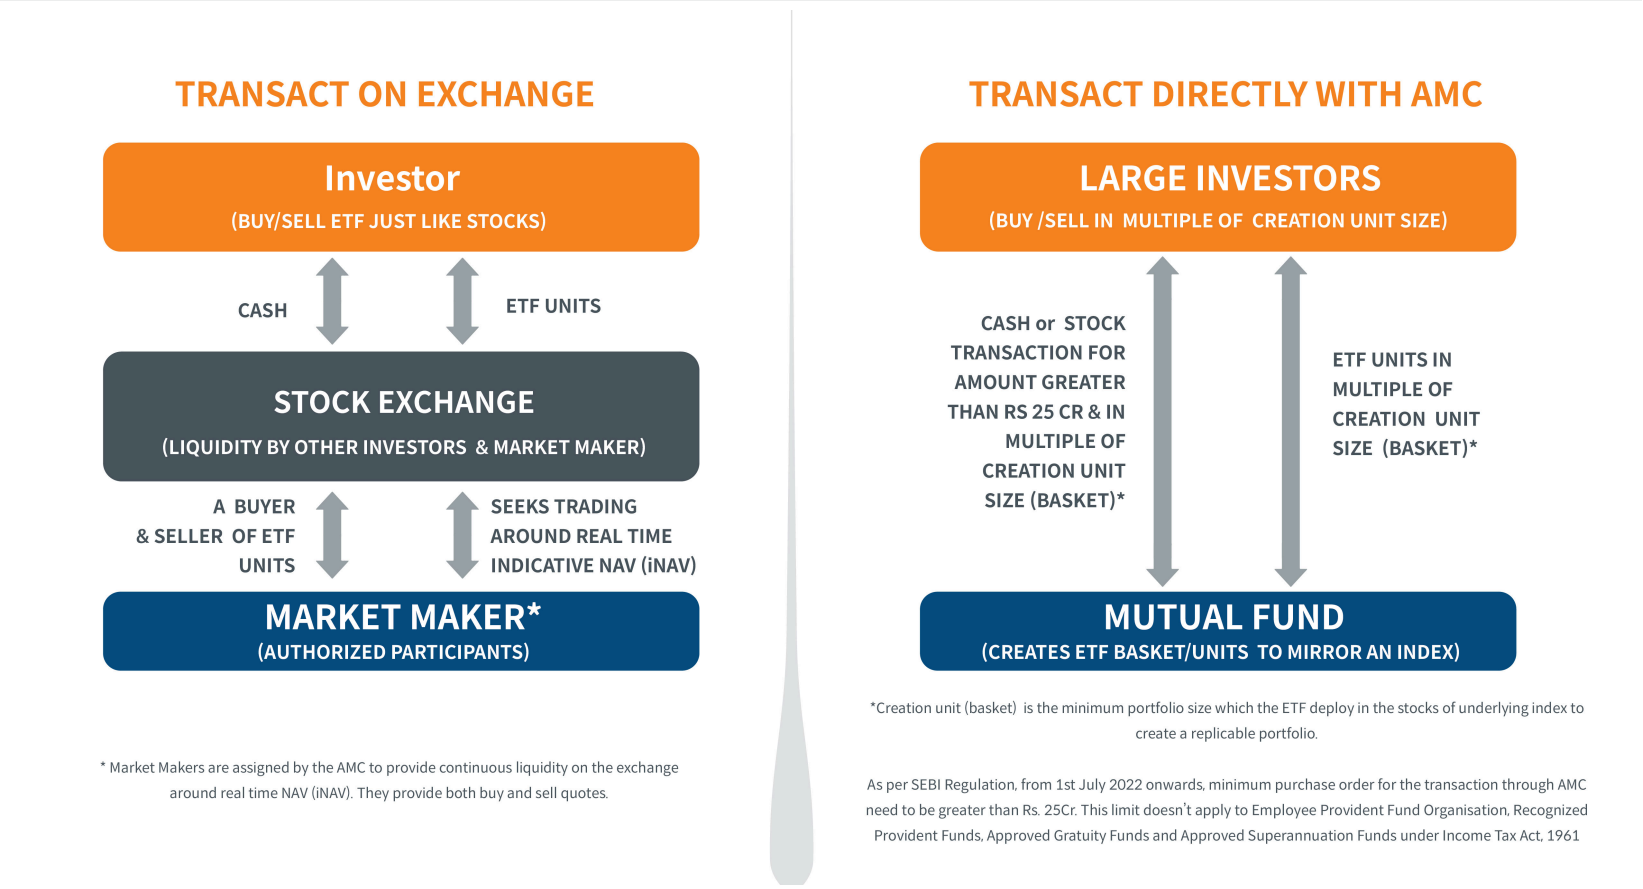 TRANSACT ON EXCHANGE
Investor
(BUY/SELL ETF JUST LIKE STOCKS)
CASH
ETF UNITS
STOCK EXCHANGE
(LIQUIDITY BY OTHER INVESTORS & MARKET MAKER)
A BUYER
& SELLER OF ETF
UNITS
SEEKS TRADING
AROUND REAL TIME
INDICATIVE NAV (iNAV)
MARKET MAKER*
(AUTHORIZED PARTICIPANTS)
* Market Makers are assigned by the AMC to provide continuous liquidity on the exchange
around real time NAV (iNAV). They provide both buy and sell quotes.
TRANSACT DIRECTLY WITH AMC
LARGE INVESTORS
(BUY /SELL IN MULTIPLE OF CREATION UNIT SIZE)
CASH or STOCK
TRANSACTION FOR
AMOUNT GREATER
THAN RS 25 CR & IN
MULTIPLE OF
CREATION UNIT
SIZE (BASKET)*
ETF UNITS IN
MULTIPLE OF
CREATION UNIT
SIZE (BASKET)*
MUTUAL FUND
(CREATES ETF BASKET/UNITS TO MIRROR AN INDEX)
*Creation unit (basket) is the minimum portfolio size which the ETF deploy in the stocks of underlying index to
create a replicable portfolio.
As per SEBI Regulation, from 1st July 2022 onwards, minimum purchase order for the transaction through AMC
need to be greater than Rs. 25Cr. This limit doesn't apply to Employee Provident Fund Organisation, Recognized
Provident Funds, Approved Gratuity Funds and Approved Superannuation Funds under Income Tax Act, 1961